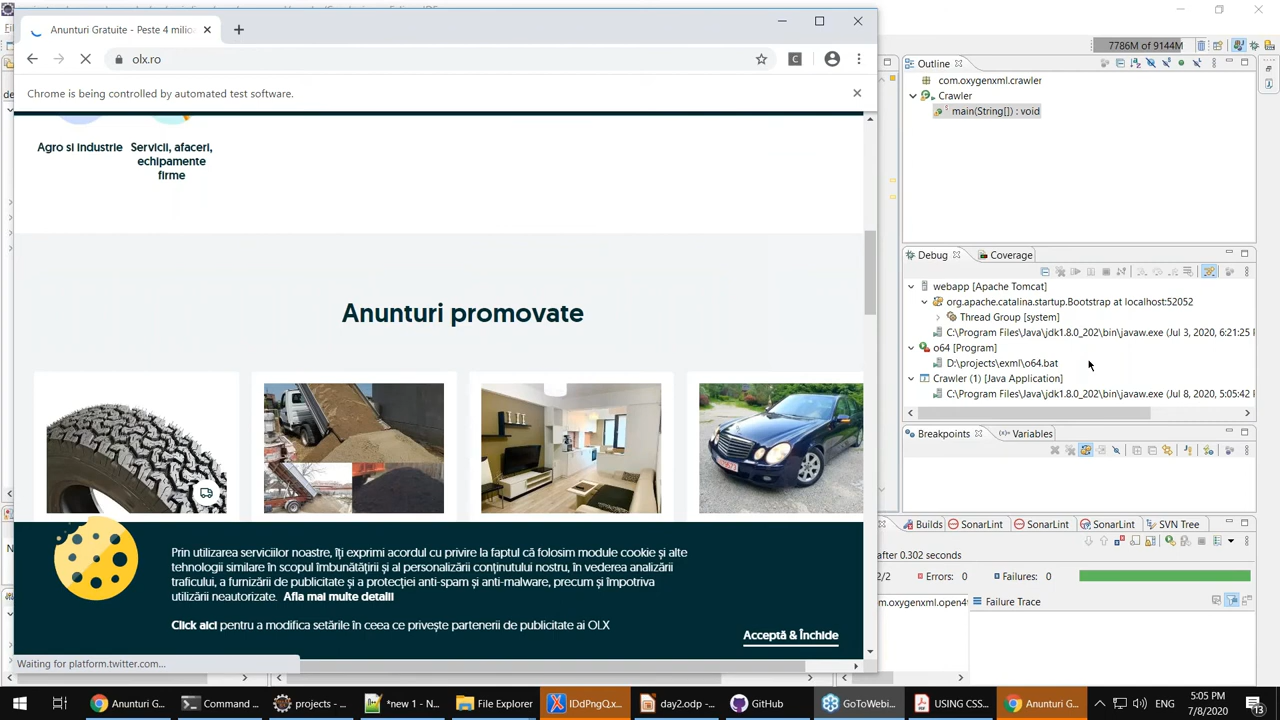 Anunturi Gratuite - Peste 4 milio
olx.ro
Chrome is being controlled by automated test software.
Agro si industrie
Servicii, afaceri,
echipamente
firme
Anunturi promovate
Prin utilizarea serviciilor noastre, îți exprimi acordul cu privire la faptul că folosim module cookie și alte
tehnologii similare în scopul îmbunătățirii și al personalizării conținutului nostru, în vederea analizării
traficului, a furnizării de publicitate și a protecției anti-spam și anti-malware, precum și împotriva
utilizării neautorizate. Afla mai multe detalii
Click aici pentru a modifica setările în ceea ce privește partenerii de publicitate ai OLX
Acceptă & Închide
Waiting for platform.twitter.com...
7786M of 9144M
Outline
com.oxygenxml.crawler
Crawler
main(String[]) : void
Debug
Coverage
webapp [Apache Tomcat]
org.apache.catalina.startup.Bootstrap at localhost:52052
Thread Group [system]
C:\Program Files\Java\jdk1.8.0_202\bin\javaw.exe (Jul 3, 2020, 6:21:25 P
o64 [Program]
D:\projects\exml\o64.bat
Crawler (1) [Java Application]
C:\Program Files\Java\jdk1.8.0_202\bin\javaw.exe (Jul 8, 2020, 5:05:42 P
Breakpoints
Variables
Builds
SonarLint
SonarLint
SonarLint
SVN Tree
after 0.302 seconds
2/2
Errors: 0
Failures: 0
com.oxygenxml.open4
Failure Trace
Anunturi G...
Command ...
projects - ...
*new 1 - N...
File Explorer
IDdPngQ.x...
day2.odp -...
GitHub
GoToWebi...
USING CSS...
Anunturi G...
ENG
5:05 PM
7/8/2020
13